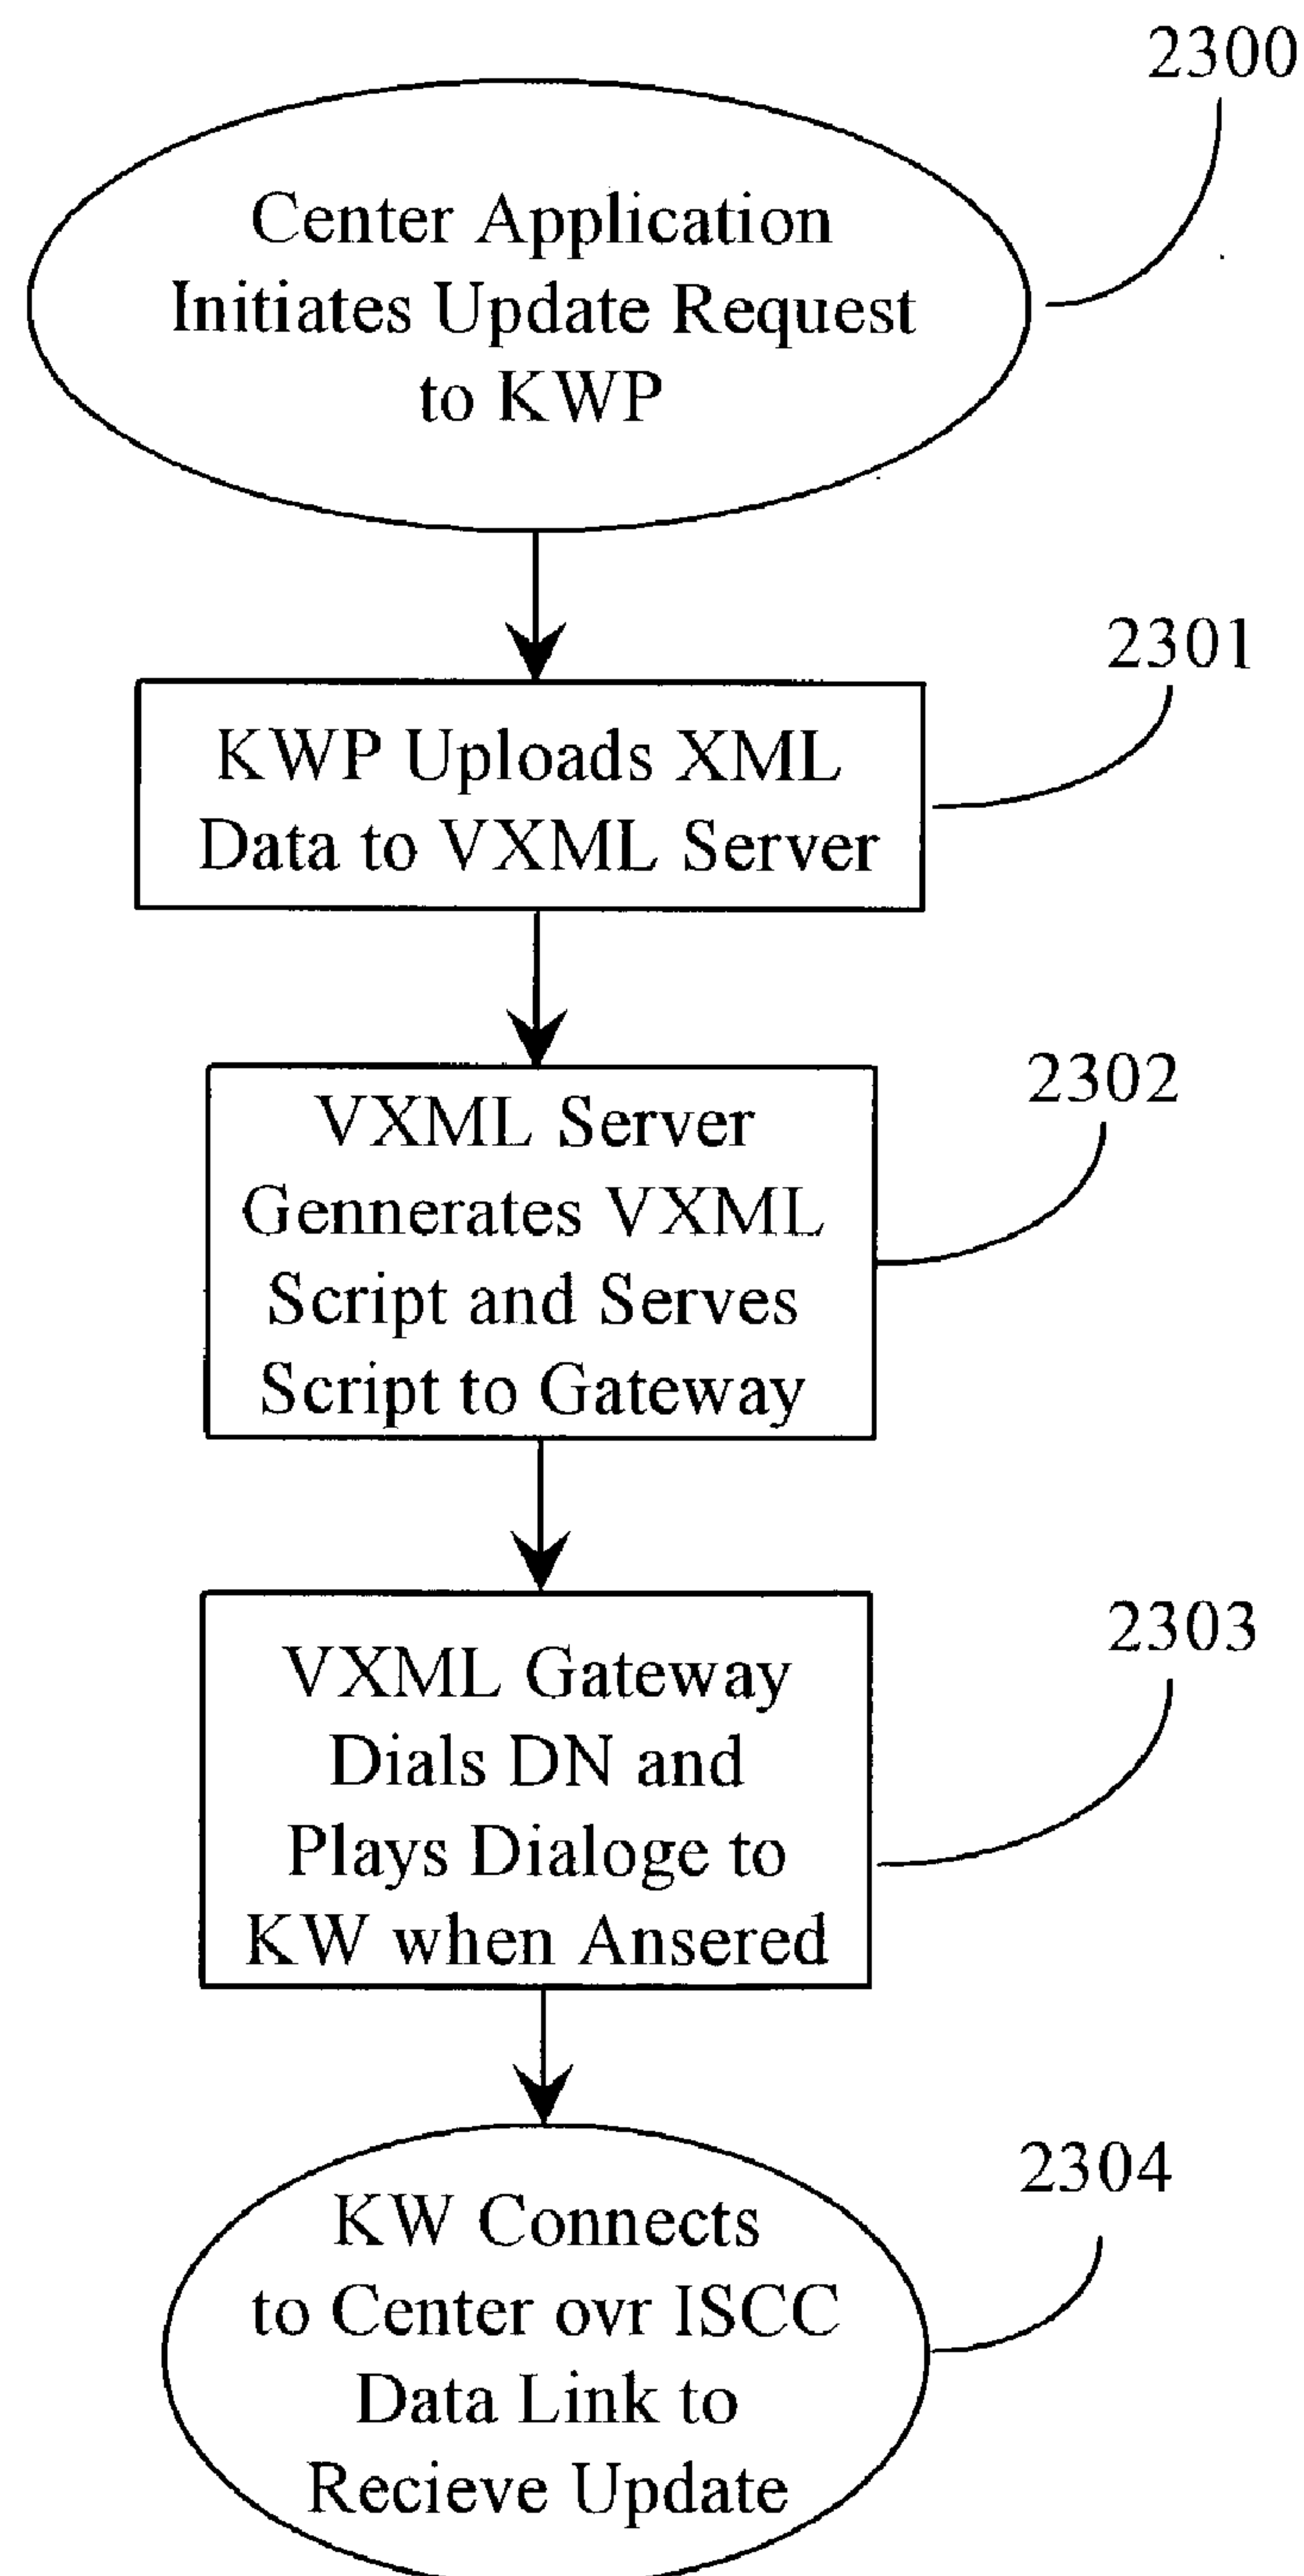 2300
Center Application
Initiates Update Request
to KWP
2301
KWP Uploads XML
Data to VXML Server
2302
VXML Server
Gennerates VXML
Script and Serves
Script to Gateway
2303
VXML Gateway
Dials DN and
Plays Dialoge to
KW when Ansered
2304
KW Connects
to Center ovr ISCC
Data Link to
Recieve Update